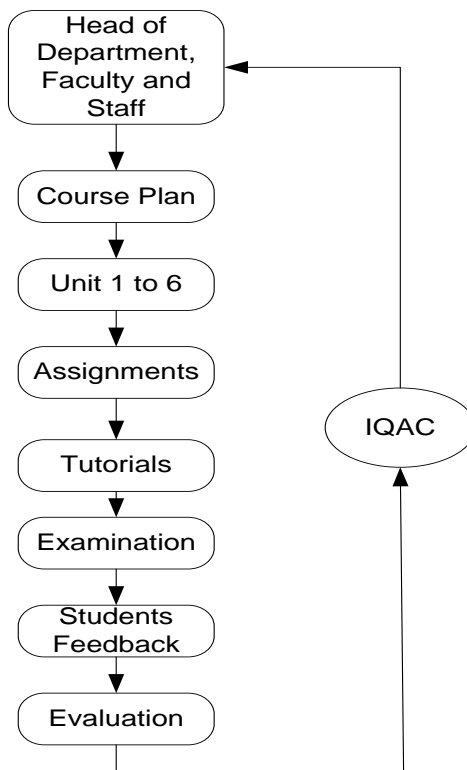 Head of
Department,
Faculty and
Staff
Course Plan
Unit 1 to 6
Assignments
IQAC
Tutorials
Examination
Students
Feedback
Evaluation